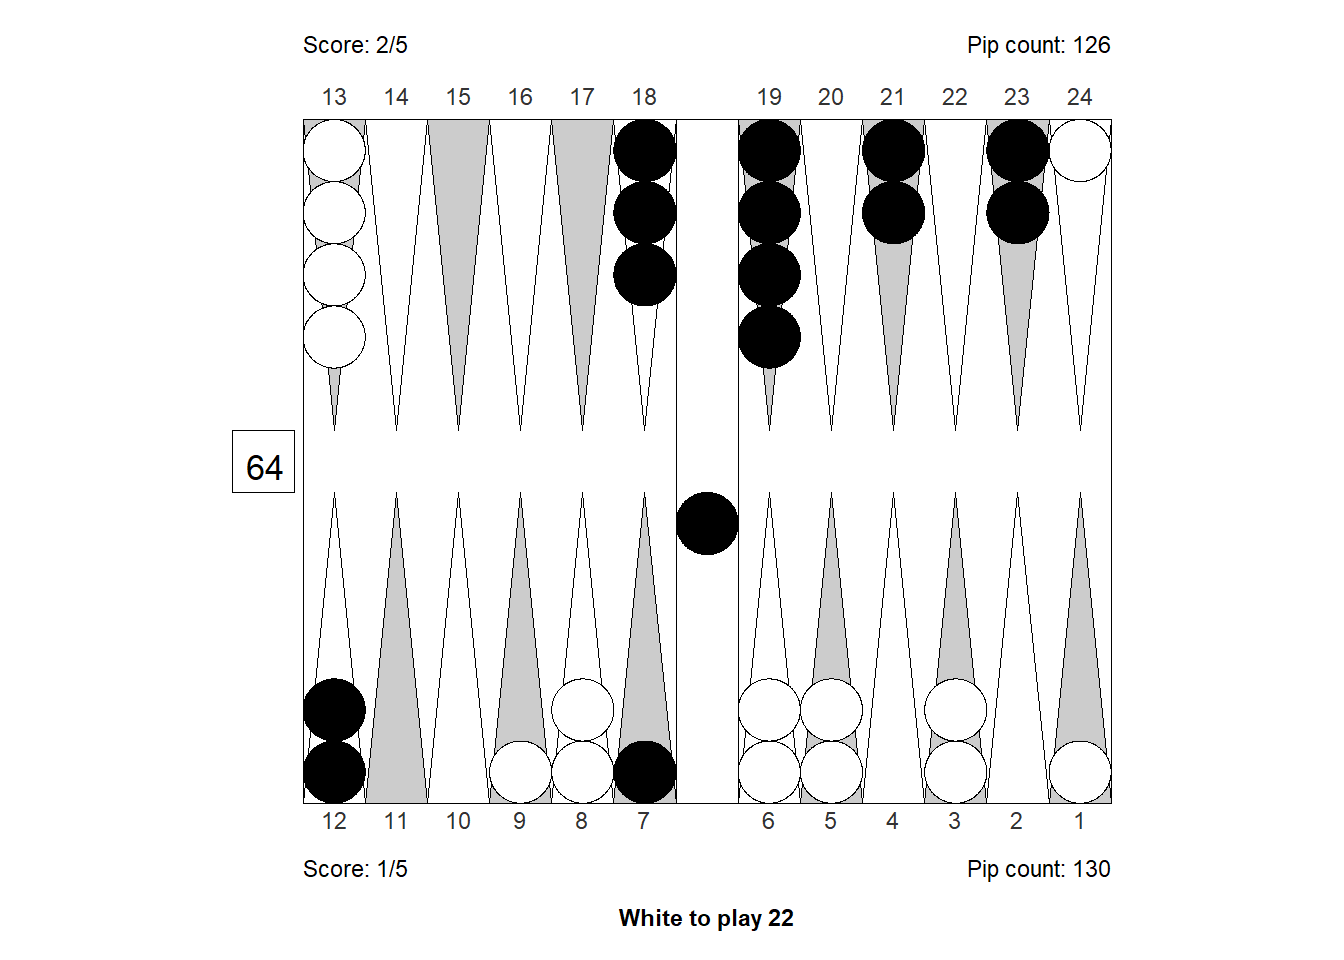 Score: 2/5
Pip count: 126
13 14 15 16 17 18 19 20 21 22 23 24
64
12 11 10 9 8 7 6 5 4 3 2 1
Score: 1/5
Pip count: 130
White to play 22